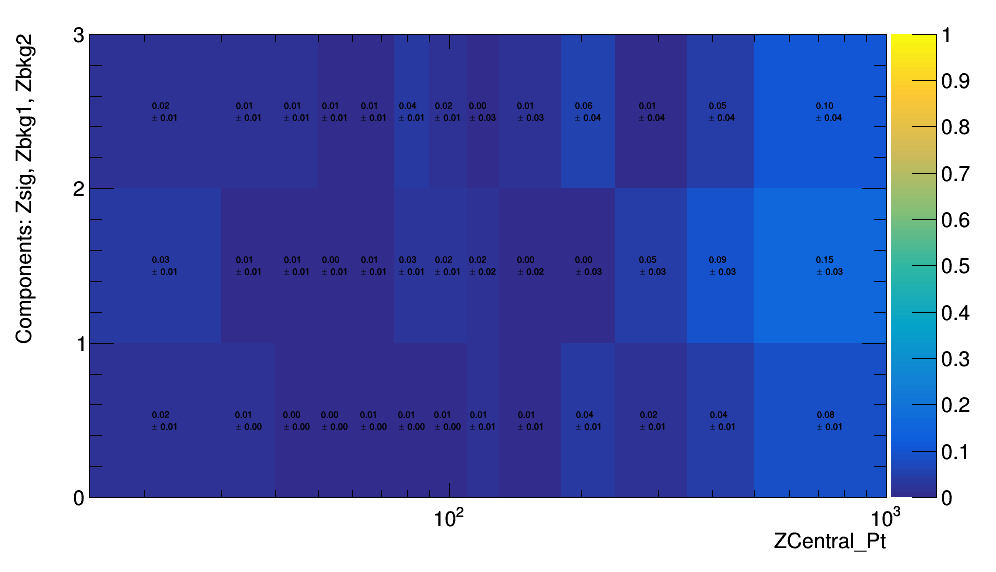 Components: Zsig, Zbkg1, Zbkg2
3
2
1
0
0.02 0.01 0.01 0.01 0.01 0.04 0.02 0.00 0.01 0.06 0.01 0.05 0.10
± 0.01 ± 0.01 ± 0.01 ± 0.01 ± 0.01 ± 0.01 ± 0.01 ± 0.03 ± 0.03 ± 0.04 ± 0.04 ± 0.04 ± 0.04
0.03 0.01 0.01 0.00 0.01 0.03 0.02 0.02 0.00 0.00 0.05 0.09 0.15
± 0.01 ± 0.01 ± 0.01 ± 0.01 ± 0.01 ± 0.01 ± 0.01 ± 0.02 ± 0.02 ± 0.03 ± 0.03 ± 0.03 ± 0.03
0.02 0.01 0.00 0.00 0.01 0.01 0.01 0.01 0.01 0.04 0.02 0.04 0.08
± 0.01 ± 0.00 ± 0.00 ± 0.00 ± 0.00 ± 0.00 ± 0.00 ± 0.01 ± 0.01 ± 0.01 ± 0.01 ± 0.01 ± 0.01
10² 10³
ZCentral_Pt
1
0.9
0.8
0.7
0.6
0.5
0.4
0.3
0.2
0.1
0